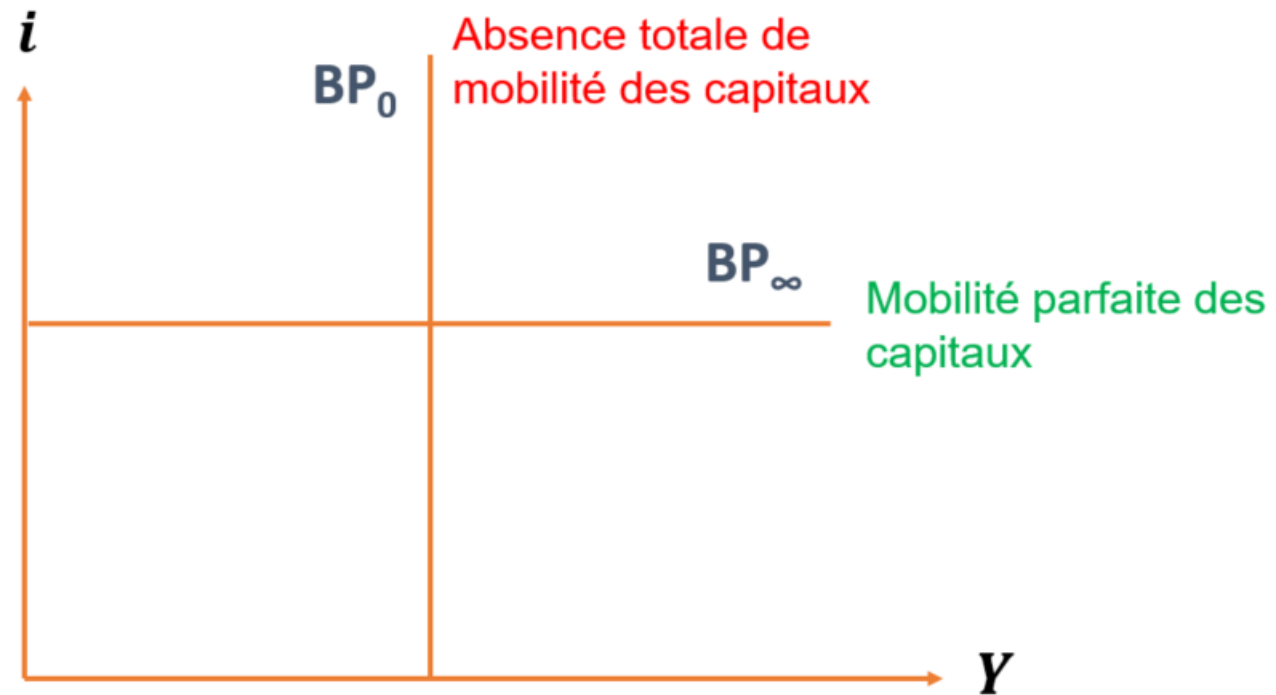 i
Absence totale de
mobilité des capitaux
BP₀
BP∞
Mobilité parfaite des
capitaux
Y